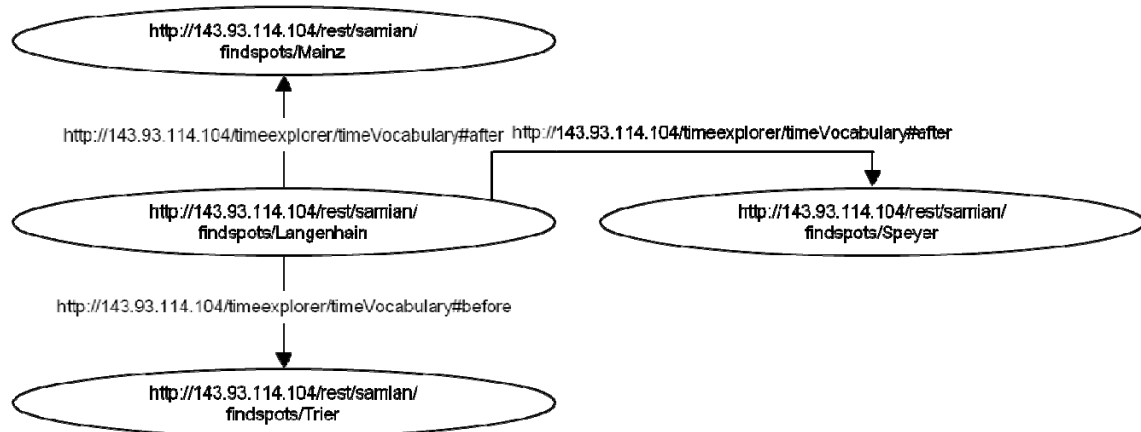 http://143.93.114.104/rest/samian/
findspots/Mainz
http://143.93.114.104/timeexplorer/timeVocabulary#after
http://143.93.114.104/timeexplorer/timeVocabulary#after
http://143.93.114.104/rest/samian/
findspots/Langenhain
http://143.93.114.104/rest/samian/
findspots/Speyer
http://143.93.114.104/timeexplorer/timeVocabulary#before
http://143.93.114.104/rest/samian/
findspots/Trier